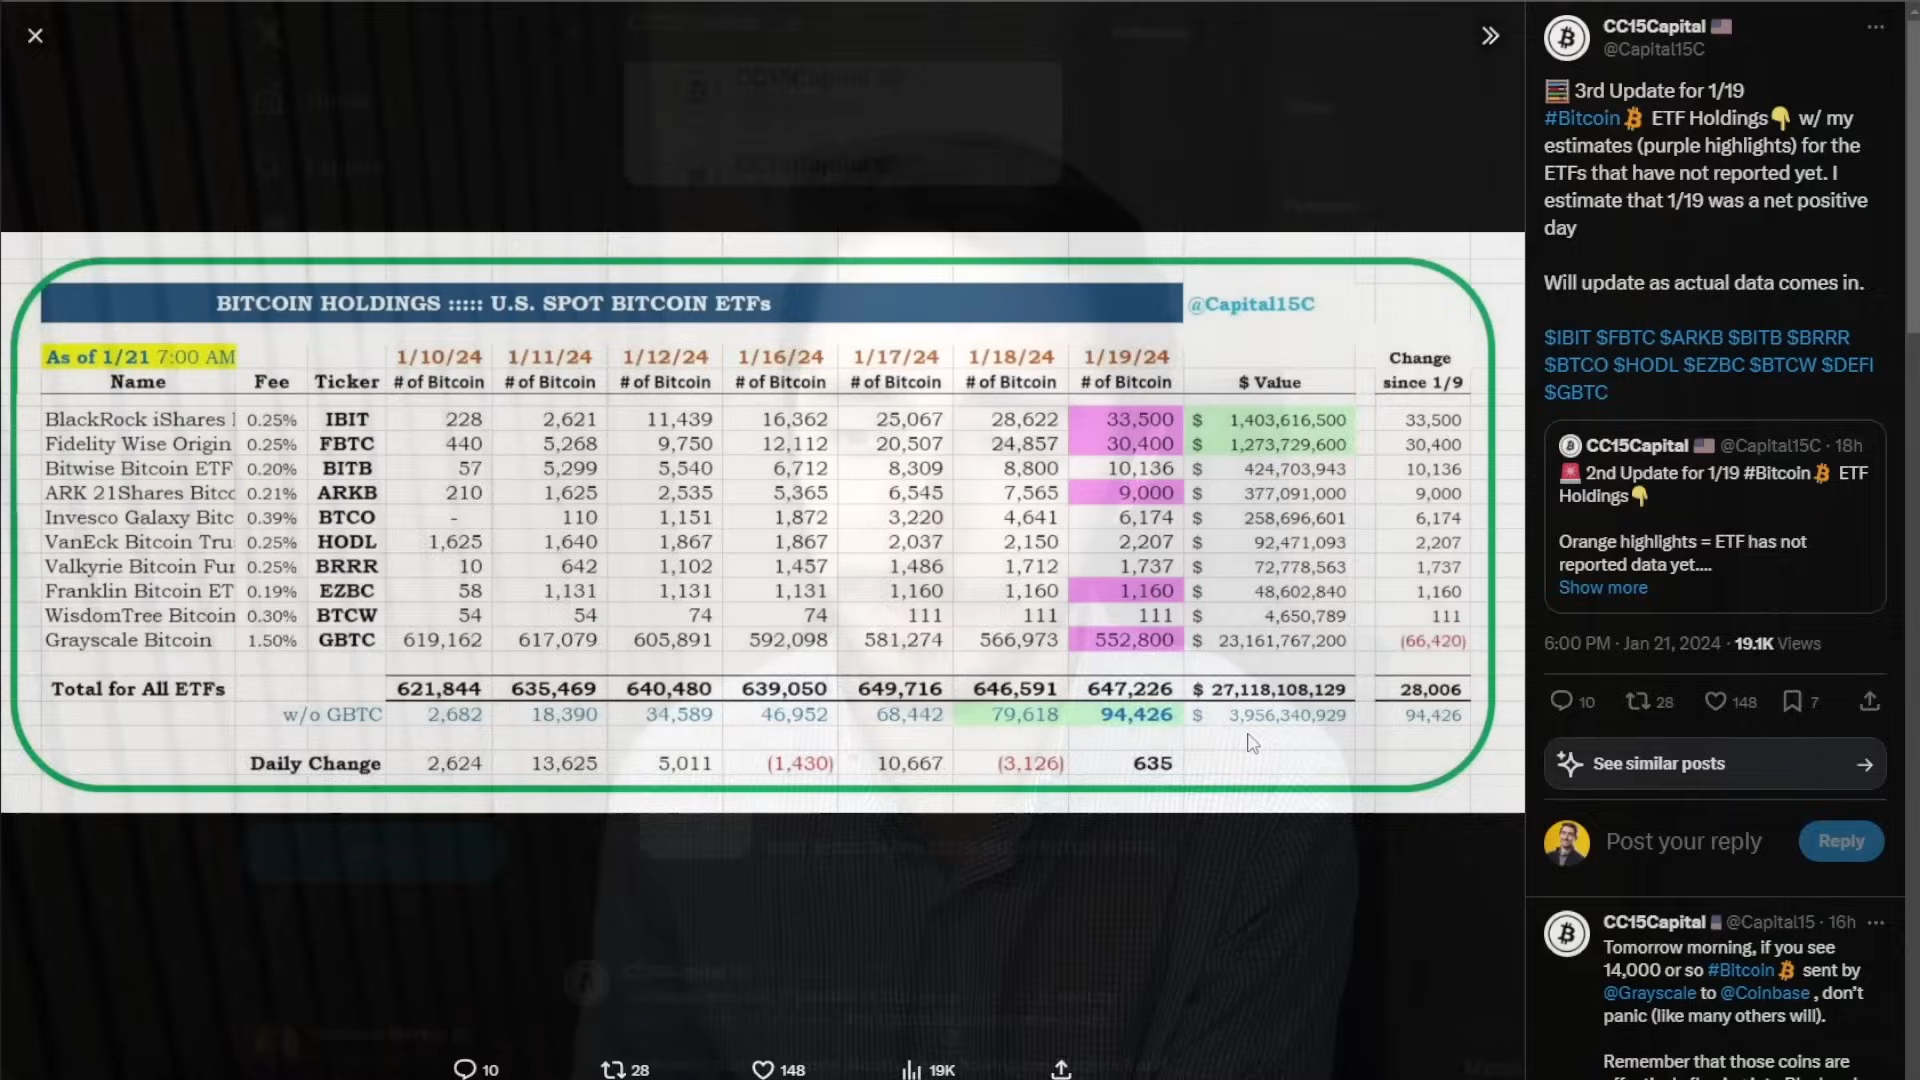 BITCOIN HOLDINGS ::::: U.S. SPOT BITCOIN ETFs @Capital15C
As of 1/21 7:00 AM 1/10/24 1/11/24 1/12/24 1/16/24 1/17/24 1/18/24 1/19/24 Change
Name Fee Ticker # of Bitcoin # of Bitcoin # of Bitcoin # of Bitcoin # of Bitcoin # of Bitcoin # of Bitcoin $ Value since 1/9
BlackRock iShares 0.25% IBIT 228 2,621 11,439 16,362 25,067 28,622 33,500 $ 1,403,616,500 33,500
Fidelity Wise Origin 0.25% FBTC 440 5,268 9,750 12,112 20,507 24,857 30,400 $ 1,273,729,600 30,400
Bitwise Bitcoin ETF 0.20% BITB 57 5,299 5,540 6,712 8,309 8,800 10,136 $ 424,703,943 10,136
ARK 21Shares Bitc 0.21% ARKB 210 1,625 2,535 5,365 6,545 7,565 9,000 $ 377,091,000 9,000
Invesco Galaxy Bitc 0.39% BTCO - 110 1,151 1,872 3,220 4,641 6,174 $ 258,696,601 6,174
VanEck Bitcoin Tru 0.25% HODL 1,625 1,640 1,867 1,867 2,037 2,150 2,207 $ 92,471,093 2,207
Valkyrie Bitcoin Fu 0.25% BRRR 10 642 1,102 1,457 1,486 1,712 1,737 $ 72,778,563 1,737
Franklin Bitcoin ET 0.19% EZBC 58 1,131 1,131 1,131 1,160 1,160 1,160 $ 48,602,840 1,160
WisdomTree Bitcoin 0.30% BTCW 54 54 74 74 111 111 111 $ 4,650,789 111
Grayscale Bitcoin 1.50% GBTC 619,162 617,079 605,891 592,098 581,274 566,973 552,800 $ 23,161,767,200 (66,420)
Total for All ETFs 621,844 635,469 640,480 639,050 649,716 646,591 647,226 $ 27,118,108,129 28,006
w/o GBTC 2,682 18,390 34,589 46,952 68,442 79,618 94,426 $ 3,956,340,929 94,426
Daily Change 2,624 13,625 5,011 (1,430) 10,667 (3,126) 635
10 28 148 19K
CC15Capital
@Capital15C
3rd Update for 1/19
#Bitcoin ETF Holdings w/ my
estimates (purple highlights) for the
ETFs that have not reported yet. I
estimate that 1/19 was a net positive
day
Will update as actual data comes in.
$IBIT $FBTC $ARKB $BITB $BRRR
$BTCO $HODL $EZBC $BTCW $DEFI
$GBTC
CC15Capital @Capital15C · 18h
2nd Update for 1/19 #Bitcoin ETF
Holdings
Orange highlights = ETF has not
reported data yet....
Show more
6:00 PM · Jan 21, 2024 · 19.1K Views
10 28 148 7
See similar posts
Post your reply Reply
CC15Capital @Capital15 · 16h
Tomorrow morning, if you see
14,000 or so #Bitcoin sent by
@Grayscale to @Coinbase , don't
panic (like many others will).
Remember that those coins are